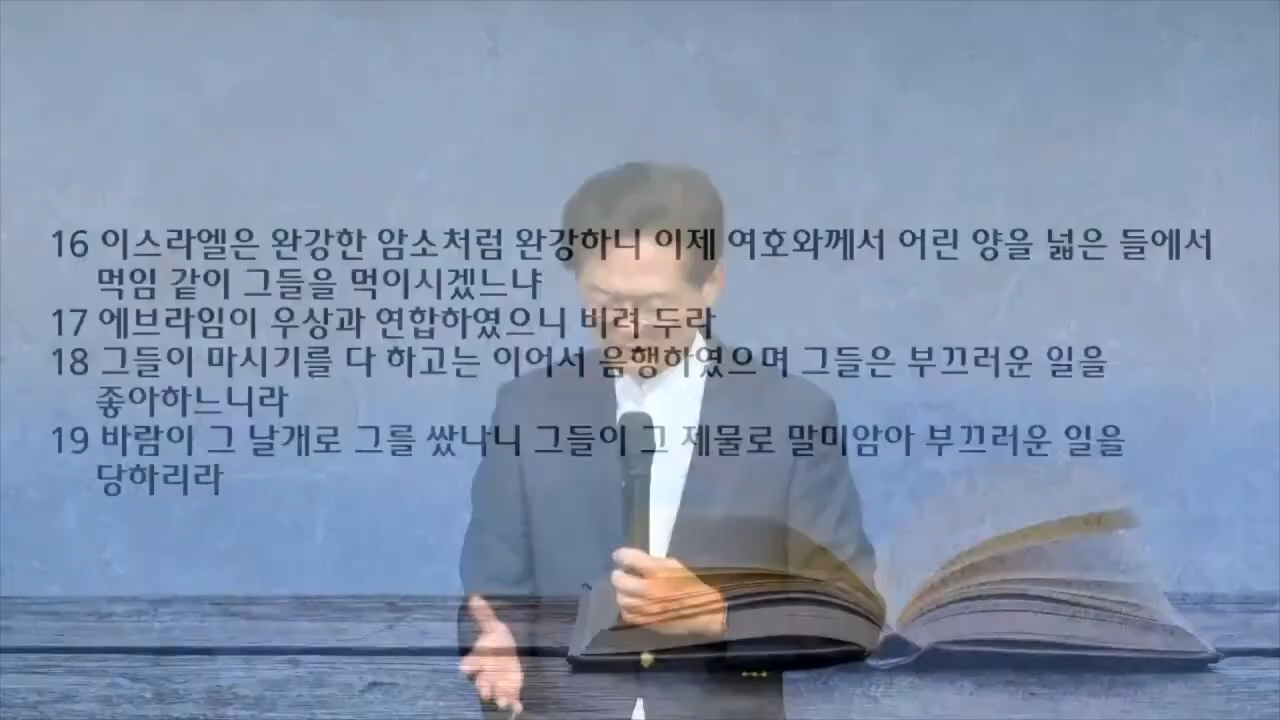 16 이스라엘은 완강한 암소처럼 완강하니 이제 여호와께서 어린 양을 넓은 들에서
먹임 같이 그들을 먹이시겠느냐
17 에브라임이 우상과 연합하였으니 버려 두라
18 그들이 마시기를 다 하고는 이어서 음행하였으며 그들은 부끄러운 일을
좋아하느니라
19 바람이 그 날개로 그를 쌌나니 그들이 그 제물로 말미암아 부끄러운 일을
당하리라